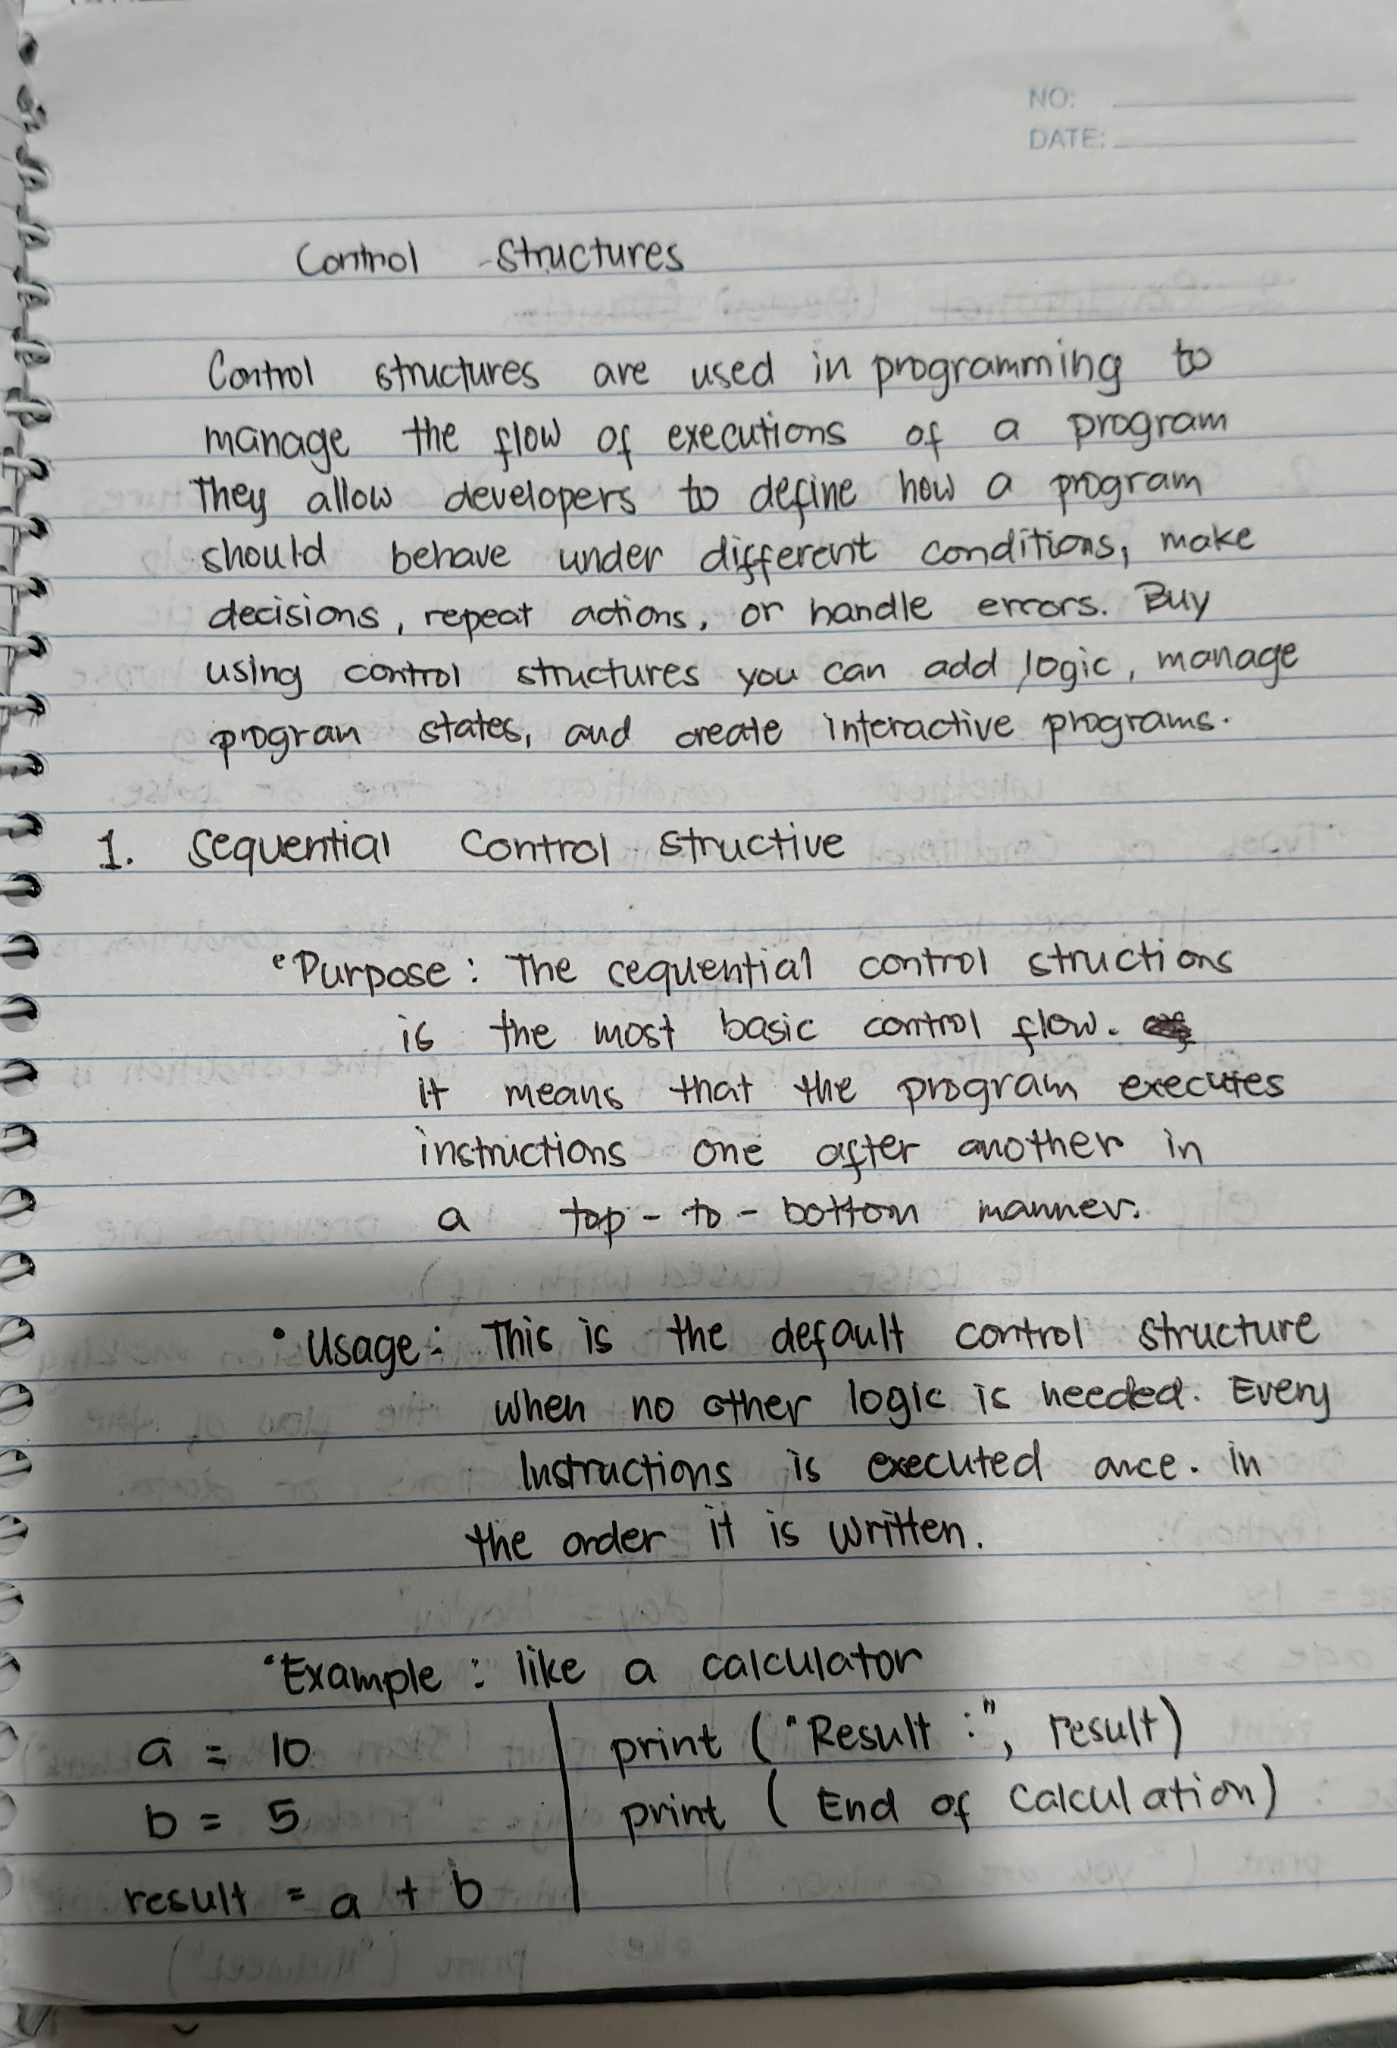 NO:
DATE:
Control Structures
Control structures are used in programming to
manage the flow of executions of a program
They allow developers to define how a program
should behave under different conditions, make
decisions, repeat actions, or handle errors. Buy
using control structures you can add logic, manage
program states, and create interactive programs.
1. Sequential Control structive
• Purpose : The sequential control structions
is the most basic control flow.
it means that the program executes
instructions one after another in
a top - to - bottom manner.
• Usage : This is the default control structure
when no other logic is needed. Every
Instructions is executed once. in
the order it is written.
• Example : like a calculator
a = 10 | print ("Result :", result)
b = 5 | print ( End of Calculation)
result = a + b